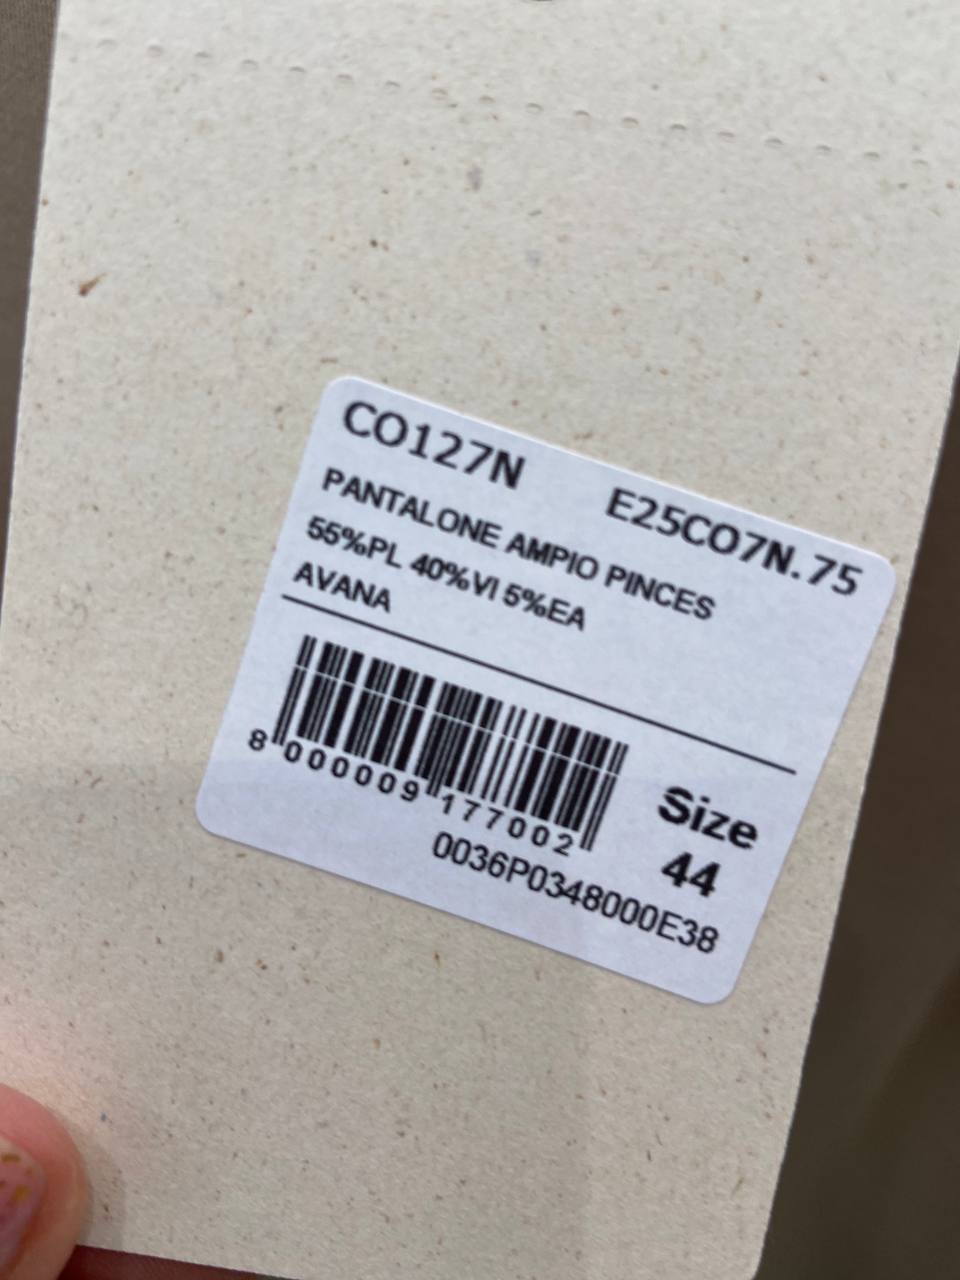 CO127N E25CO7N.75
PANTALONE AMPIO PINCES
55%PL 40%VI 5%EA
AVANA
8 000009 177002
Size
44
0036P0348000E38